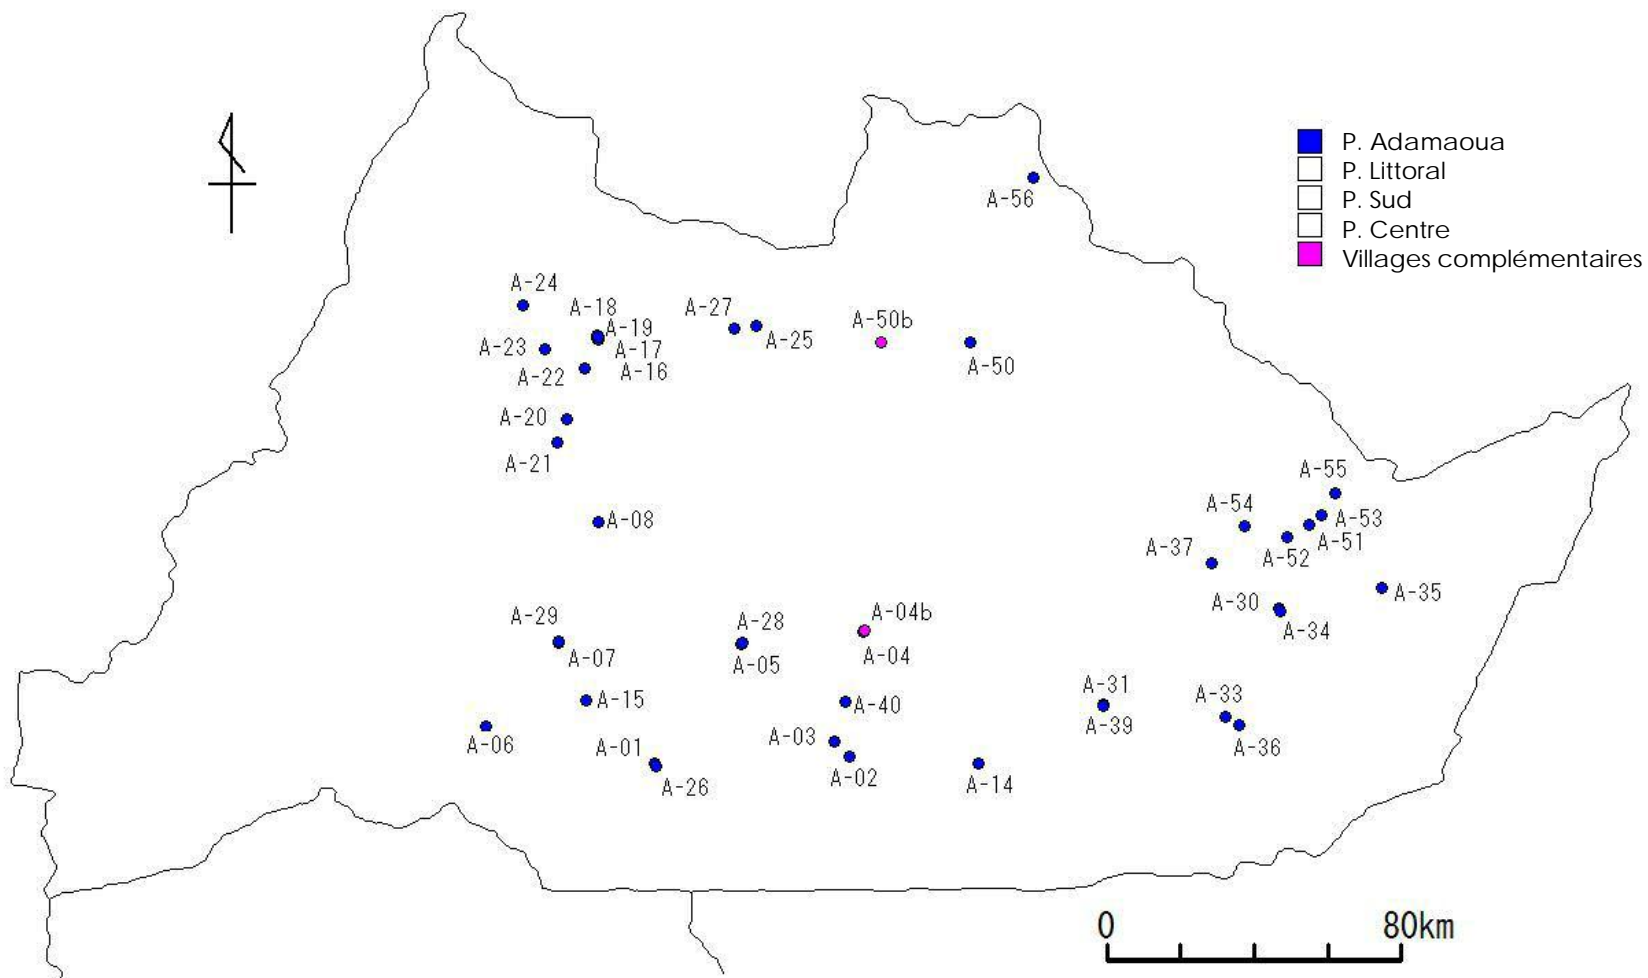 P. Adamaoua
P. Littoral
A-56
P. Sud
P. Centre
Villages complémentaires
A-24
A-18
A-27
A-50b
A-19
A-25
A-23
A-17
A-50
A-22
A-16
A-20
A-21
A-55
A-54
A-08
A-53
A-51
A-37
A-52
A-35
A-30
A-29
A-28
A-04b
A-34
A-07
A-05
A-04
A-31
A-33
A-15
A-40
A-39
A-06
A-01
A-03
A-36
A-02
A-26
A-14
0
80km